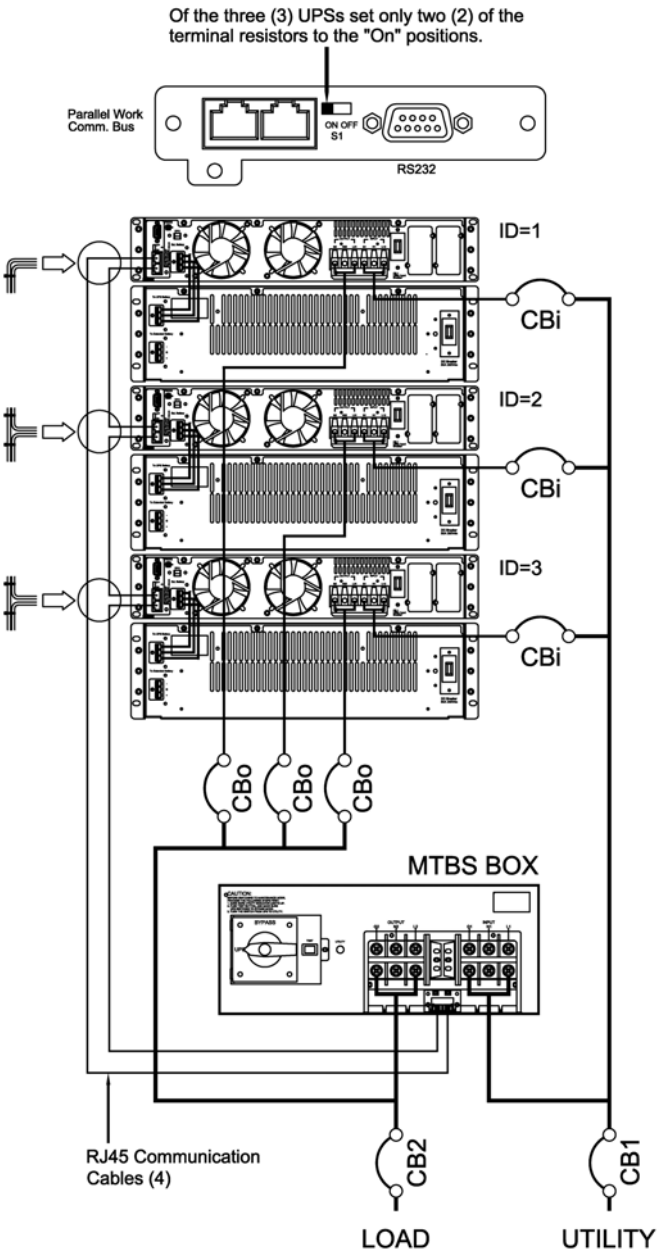 Of the three (3) UPSs set only two (2) of the
terminal resistors to the "On" positions.
Parallel Work
Comm. Bus
ON OFF
S1
RS232
ID=1
CBi
ID=2
CBi
ID=3
CBi
CBo
CBo
CBo
MTBS BOX
CAUTION:
BYPASS
UPS
OUTPUT
INPUT
RJ45 Communication
Cables (4)
CB2
CB1
LOAD
UTILITY